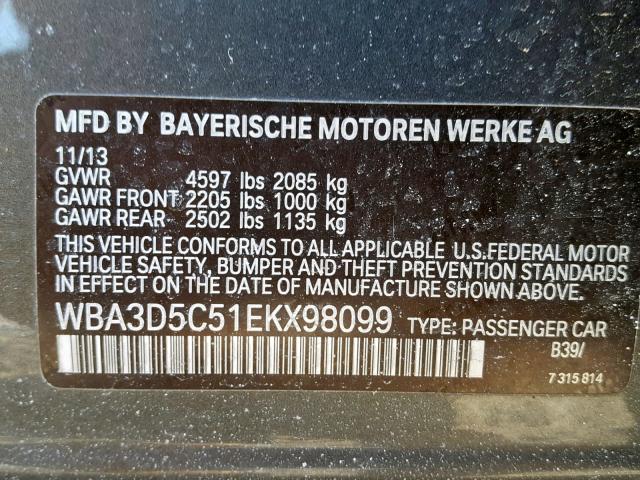 MFD BY BAYERISCHE MOTOREN WERKE AG
11/13
GVWR 4597 lbs 2085 kg
GAWR FRONT 2205 lbs 1000 kg
GAWR REAR 2502 lbs 1135 kg
THIS VEHICLE CONFORMS TO ALL APPLICABLE U.S.FEDERAL MOTOR
VEHICLE SAFETY, BUMPER AND THEFT PREVENTION STANDARDS
IN EFFECT ON THE DATE OF MANUFACTURE SHOWN ABOVE.
WBA3D5C51EKX98099 TYPE: PASSENGER CAR
B39/
7 315 814